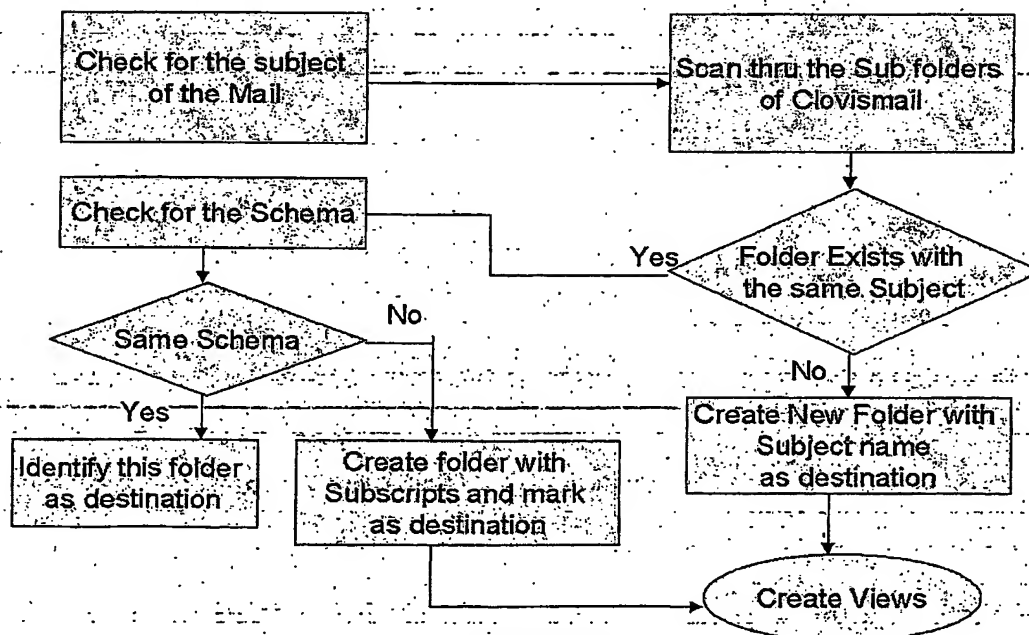 Check for the subject
of the Mail
Scan thru the Sub folders
of Clovismail
Check for the Schema
Yes
Folder Exists with
the same Subject
Same Schema
No
No
Yes
Identify this folder
as destination
Create folder with
Subscripts and mark
as destination
Create New Folder with
Subject name
as destination
Create Views